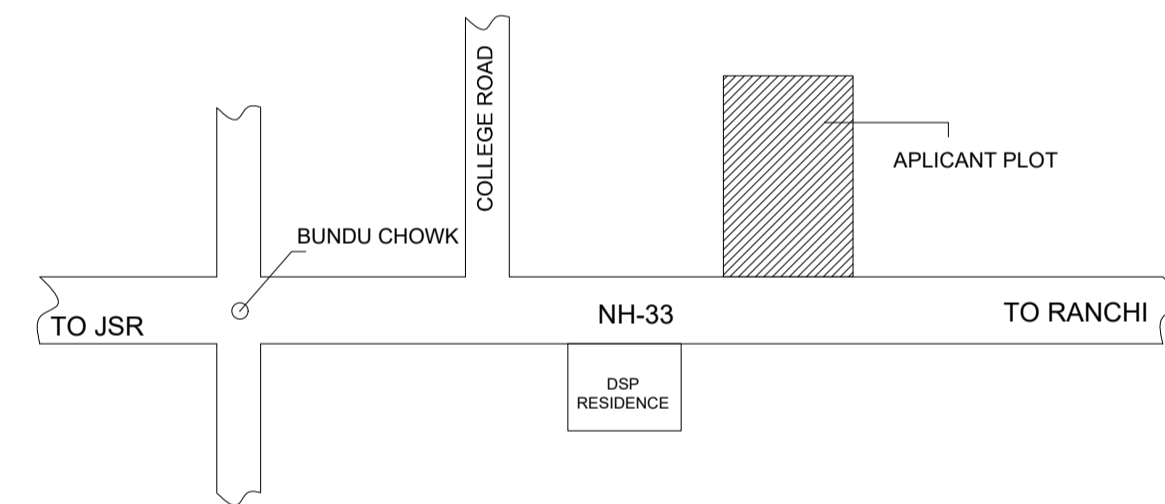 COLLEGE ROAD
APLICANT PLOT
BUNDU CHOWK
TO JSR
NH-33
TO RANCHI
DSP
RESIDENCE